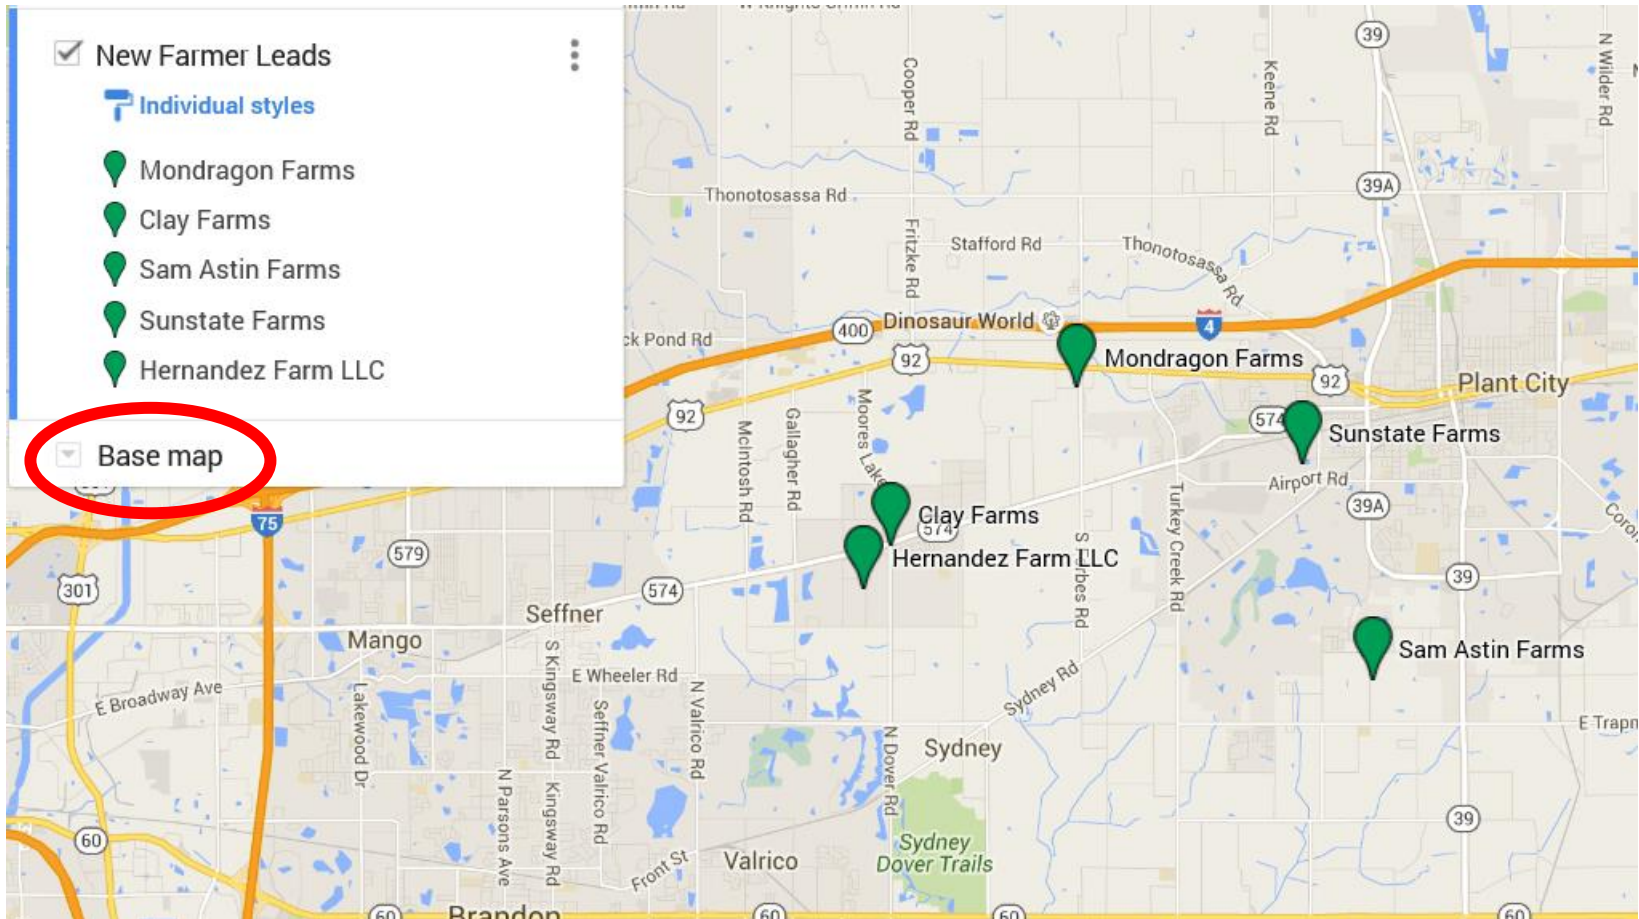 New Farmer Leads
Individual styles
Mondragon Farms
Clay Farms
Sam Astin Farms
Sunstate Farms
Hernandez Farm LLC
Base map
39
N Wilder Rd
Cooper Rd
Keene Rd
39A
Thonotosassa Rd
Fritzke Rd
Stafford Rd
Thonotosassa Rd
400
Dinosaur World
4
ck Pond Rd
92
Mondragon Farms
92
Plant City
92
Moores Lake
Gallagher Rd
McIntosh Rd
574
Sunstate Farms
Airport Rd
39A
Turkey Creek Rd
Clay Farms
574
75
Hernandez Farm LLC
579
574
301
39
Seffner
Mango
Sam Astin Farms
E Wheeler Rd
S Kingsway Rd
N Valrico Rd
Sydney Rd
E Broadway Ave
Lakewood Dr
Seffner Valrico Rd
E Trapn
N Dover Rd
Sydney
N Parsons Ave
Kingsway Rd
60
39
Sydney
Dover Trails
Front St
Valrico
60
Brandon
60
60
60